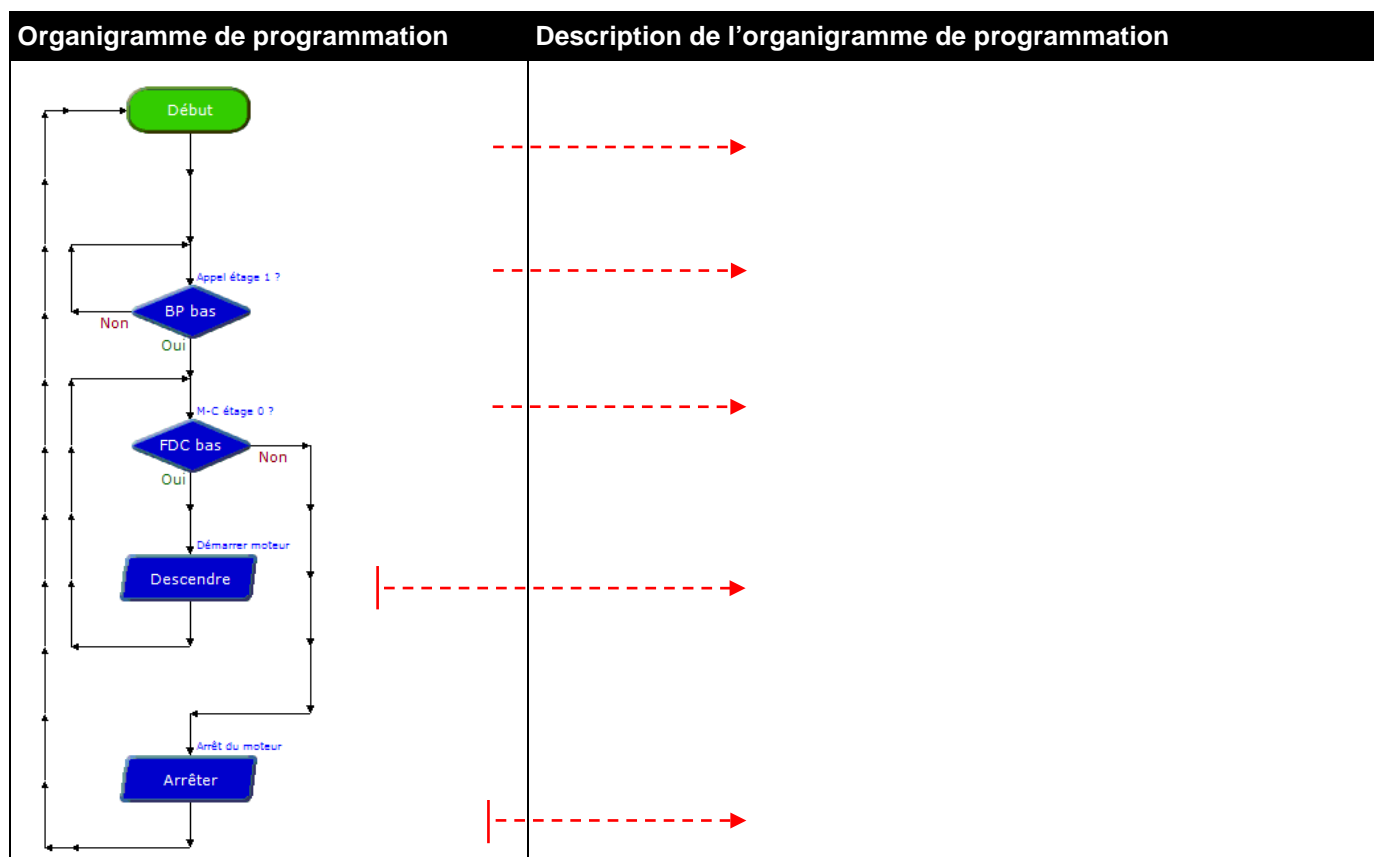 Organigramme de programmation
Description de l’organigramme de programmation
Début
Appel étage 1 ?
BP bas
Non
Oui
M-C étage 0 ?
FDC bas
Non
Oui
Démarrer moteur
Descendre
Arrêt du moteur
Arrêter